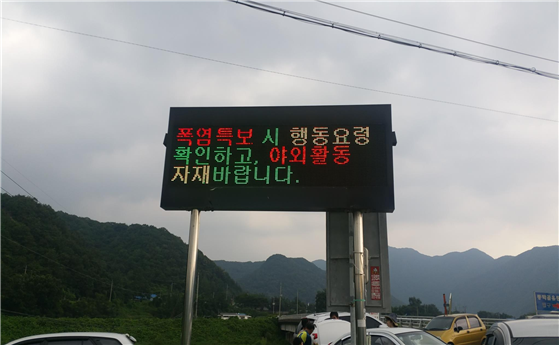 폭염특보 시 행동요령
확인하고, 야외활동
자재바랍니다.